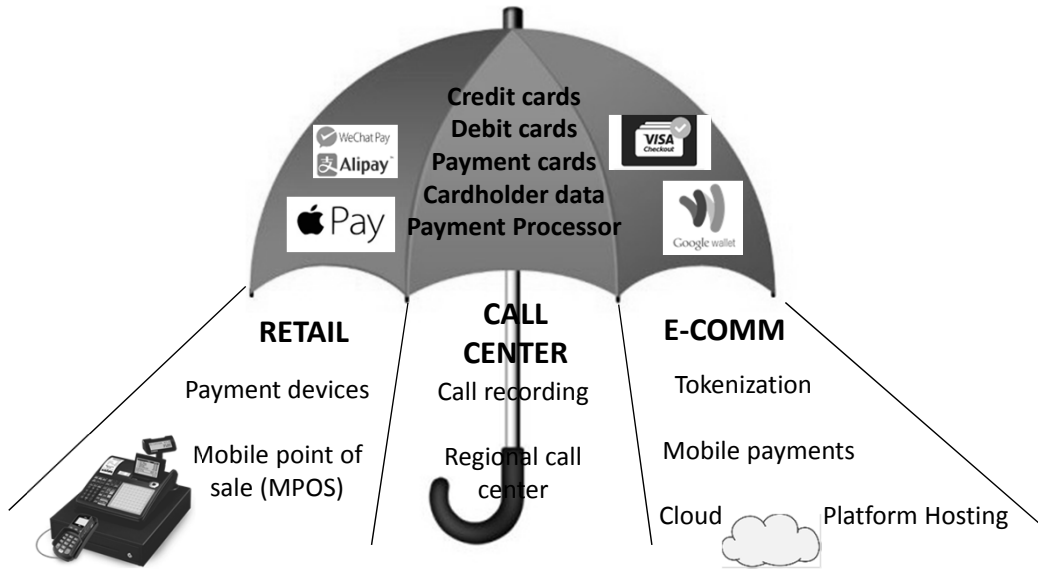 Credit cards
Debit cards
Payment cards
Cardholder data
Payment Processor
WeChat Pay
支 Alipay™
Pay
VISA
Checkout
Google wallet
RETAIL
Payment devices
Mobile point of
sale (MPOS)
CALL
CENTER
Call recording
Regional call
center
E-COMM
Tokenization
Mobile payments
Cloud Platform Hosting